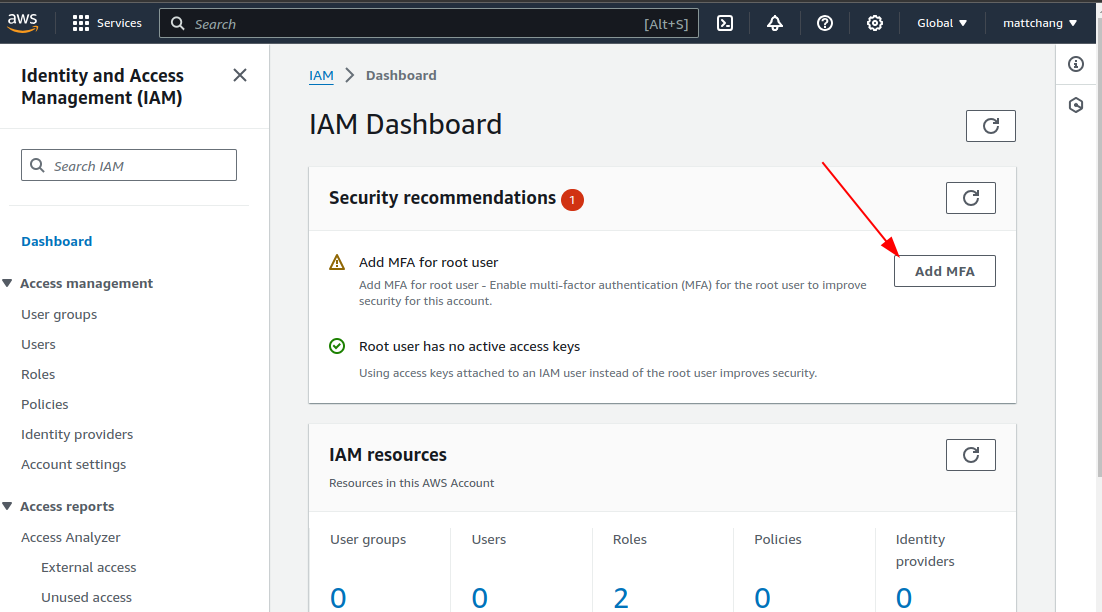 aws
Services
Search
[Alt+S]
Global
mattchang
Identity and Access
Management (IAM)
Search IAM
Dashboard
Access management
User groups
Users
Roles
Policies
Identity providers
Account settings
Access reports
Access Analyzer
External access
Unused access
IAM
Dashboard
IAM Dashboard
Security recommendations 1
Add MFA for root user
Add MFA for root user - Enable multi-factor authentication (MFA) for the root user to improve
security for this account.
Add MFA
Root user has no active access keys
Using access keys attached to an IAM user instead of the root user improves security.
IAM resources
Resources in this AWS Account
User groups
0
Users
0
Roles
2
Policies
0
Identity
providers
0